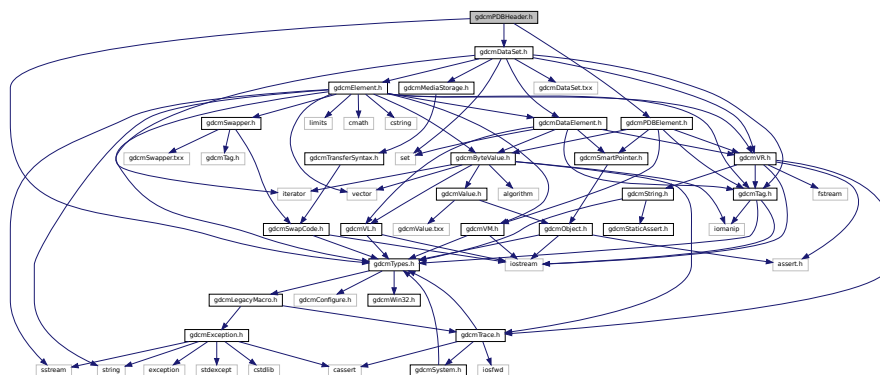 gdcmPDBHeader.h
gdcmDataSet.h
gdcmElement.h
gdcmMediaStorage.h
gdcmDataSet.txx
gdcmSwapper.h
limits
cmath
cstring
gdcmDataElement.h
gdcmPDBElement.h
gdcmSwapper.txx
gdcmTag.h
gdcmTransferSyntax.h
set
gdcmByteValue.h
gdcmSmartPointer.h
gdcmVR.h
iterator
vector
gdcmValue.h
algorithm
gdcmString.h
gdcmTag.h
fstream
gdcmSwapCode.h
gdcmVL.h
gdcmValue.txx
gdcmVM.h
gdcmObject.h
gdcmStaticAssert.h
iomanip
gdcmTypes.h
iostream
assert.h
gdcmLegacyMacro.h
gdcmConfigure.h
gdcmWin32.h
gdcmException.h
gdcmTrace.h
sstream
string
exception
stdexcept
cstdlib
cassert
gdcmSystem.h
iosfwd